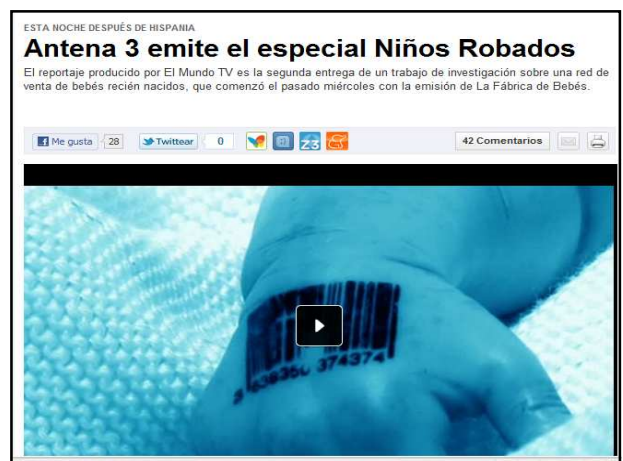 ESTA NOCHE DESPUÉS DE HISPANIA
Antena 3 emite el especial Niños Robados
El reportaje producido por El Mundo TV es la segunda entrega de un trabajo de investigación sobre una red de
venta de bebés recién nacidos, que comenzó el pasado miércoles con la emisión de La Fábrica de Bebés.
Me gusta 28 Twittear 0 42 Comentarios